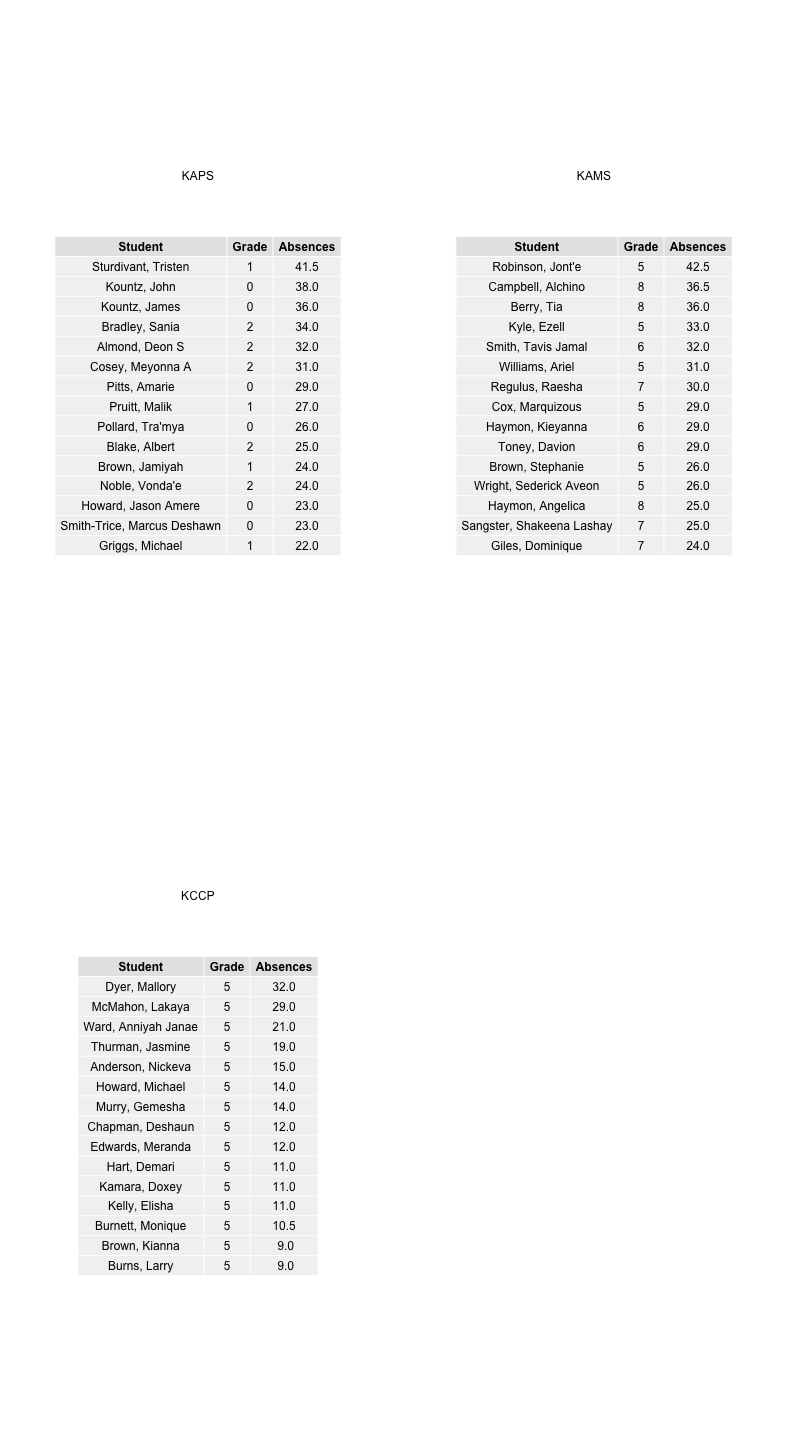 KAPS
Student Grade Absences
Sturdivant, Tristen 1 41.5
Kountz, John 0 38.0
Kountz, James 0 36.0
Bradley, Sania 2 34.0
Almond, Deon S 2 32.0
Cosey, Meyonna A 2 31.0
Pitts, Amarie 0 29.0
Pruitt, Malik 1 27.0
Pollard, Tra'mya 0 26.0
Blake, Albert 2 25.0
Brown, Jamiyah 1 24.0
Noble, Vonda'e 2 24.0
Howard, Jason Amere 0 23.0
Smith-Trice, Marcus Deshawn 0 23.0
Griggs, Michael 1 22.0
KAMS
Student Grade Absences
Robinson, Jont'e 5 42.5
Campbell, Alchino 8 36.5
Berry, Tia 8 36.0
Kyle, Ezell 5 33.0
Smith, Tavis Jamal 6 32.0
Williams, Ariel 5 31.0
Regulus, Raesha 7 30.0
Cox, Marquizous 5 29.0
Haymon, Kieyanna 6 29.0
Toney, Davion 6 29.0
Brown, Stephanie 5 26.0
Wright, Sederick Aveon 5 26.0
Haymon, Angelica 8 25.0
Sangster, Shakeena Lashay 7 25.0
Giles, Dominique 7 24.0
KCCP
Student Grade Absences
Dyer, Mallory 5 32.0
McMahon, Lakaya 5 29.0
Ward, Anniyah Janae 5 21.0
Thurman, Jasmine 5 19.0
Anderson, Nickeva 5 15.0
Howard, Michael 5 14.0
Murry, Gemesha 5 14.0
Chapman, Deshaun 5 12.0
Edwards, Meranda 5 12.0
Hart, Demari 5 11.0
Kamara, Doxey 5 11.0
Kelly, Elisha 5 11.0
Burnett, Monique 5 10.5
Brown, Kianna 5 9.0
Burns, Larry 5 9.0